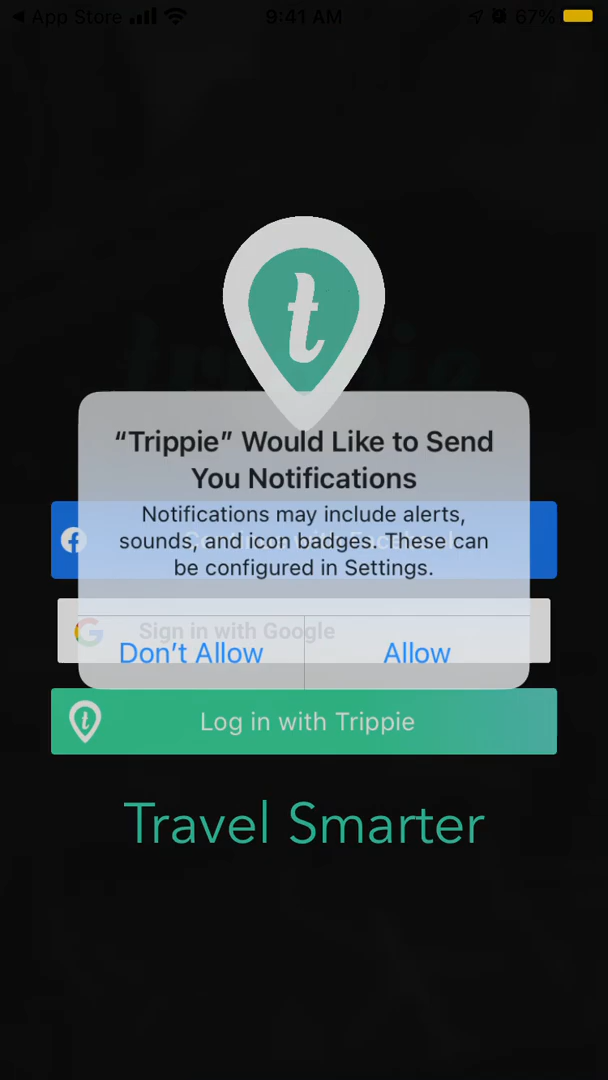 App Store
9:41 AM
67%
t
trippie
"Trippie" Would Like to Send
You Notifications
Notifications may include alerts,
sounds, and icon badges. These can
be configured in Settings.
Sign in with Google
Don't Allow
Allow
t
Log in with Trippie
Travel Smarter